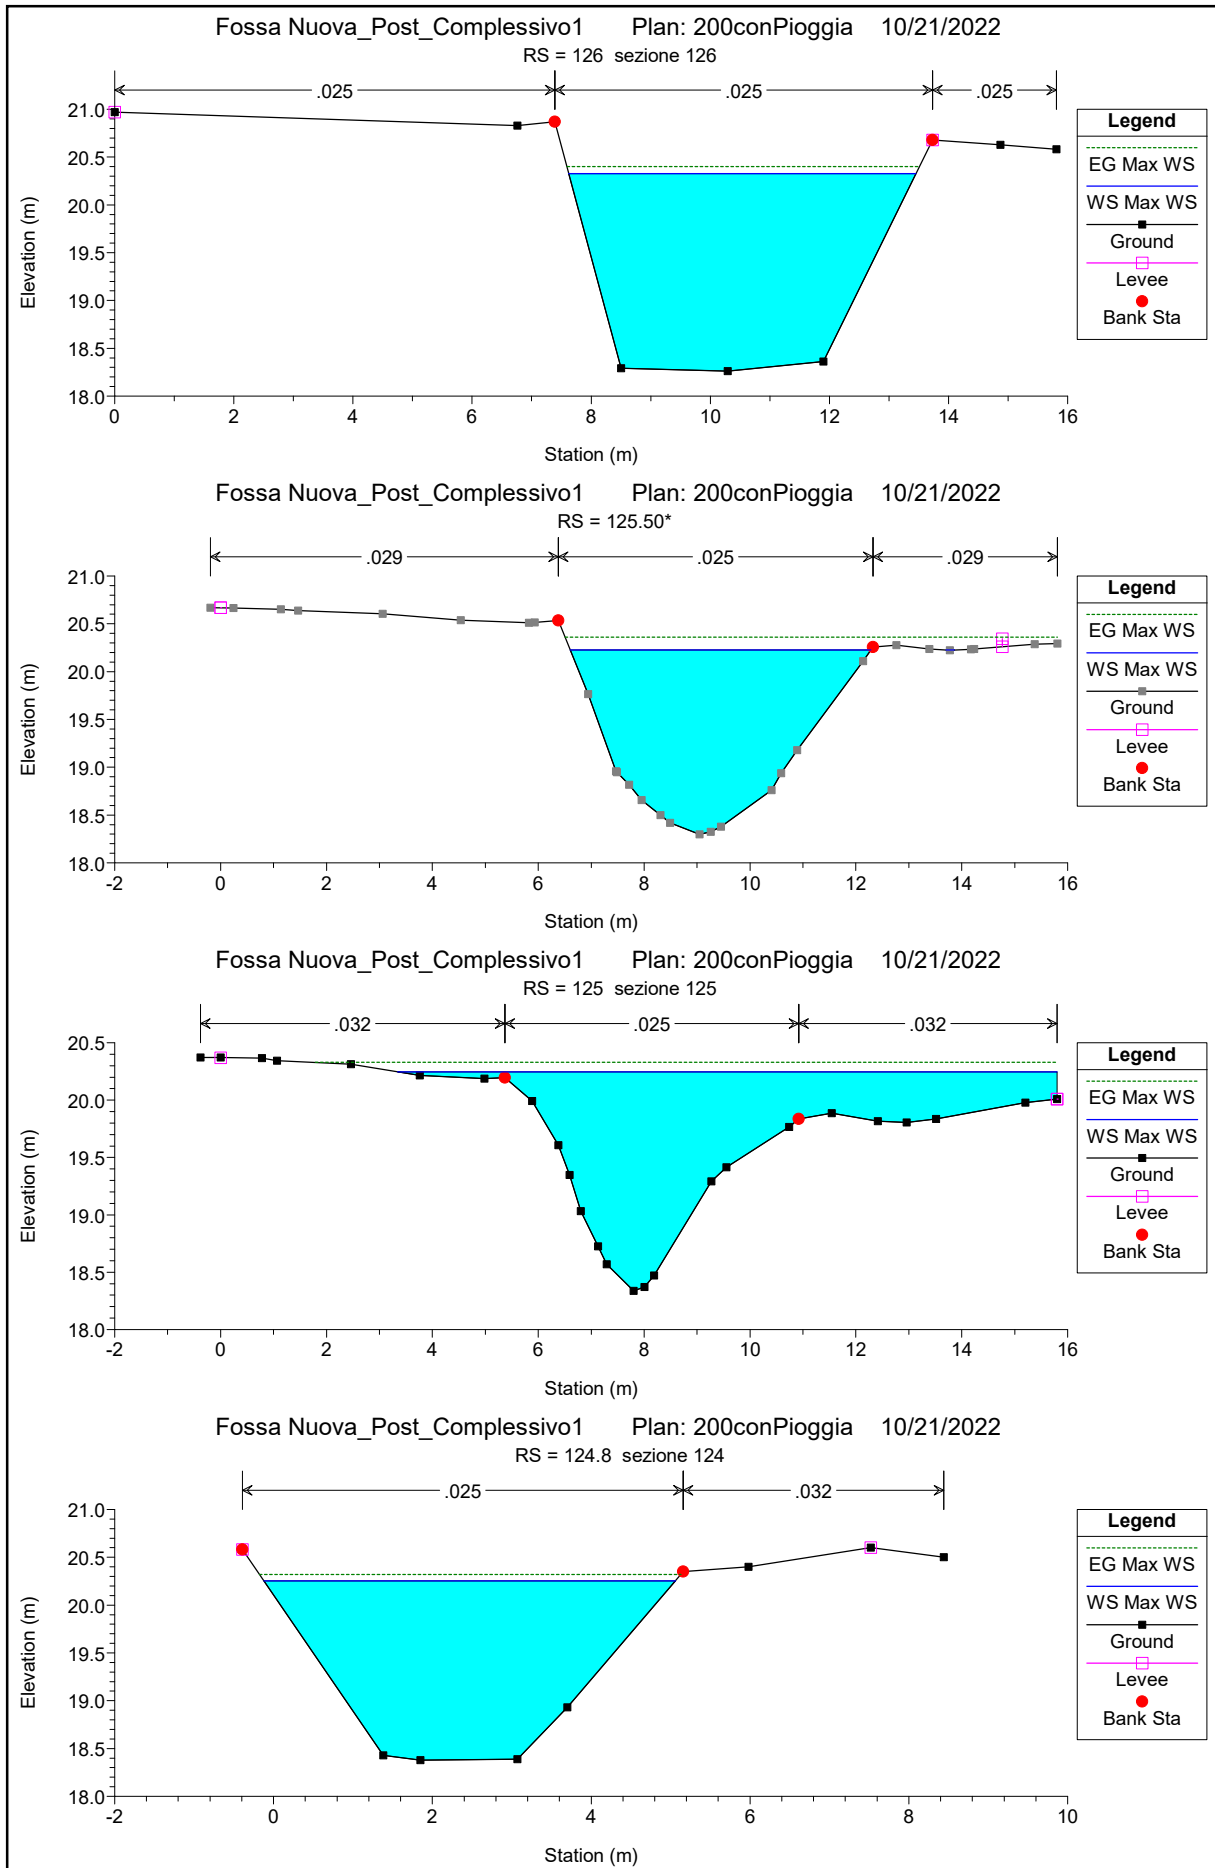 Fossa Nuova_Post_Complessivo1 Plan: 200conPioggia 10/21/2022
RS = 126 sezione 126
.025 .025 .025
Elevation (m)
21.0
20.5
20.0
19.5
19.0
18.5
18.0
0 2 4 6 8 10 12 14 16
Station (m)
Legend
EG Max WS
WS Max WS
Ground
Levee
Bank Sta
Fossa Nuova_Post_Complessivo1 Plan: 200conPioggia 10/21/2022
RS = 125.50*
.029 .025 .029
Elevation (m)
21.0
20.5
20.0
19.5
19.0
18.5
18.0
-2 0 2 4 6 8 10 12 14 16
Station (m)
Legend
EG Max WS
WS Max WS
Ground
Levee
Bank Sta
Fossa Nuova_Post_Complessivo1 Plan: 200conPioggia 10/21/2022
RS = 125 sezione 125
.032 .025 .032
Elevation (m)
20.5
20.0
19.5
19.0
18.5
18.0
-2 0 2 4 6 8 10 12 14 16
Station (m)
Legend
EG Max WS
WS Max WS
Ground
Levee
Bank Sta
Fossa Nuova_Post_Complessivo1 Plan: 200conPioggia 10/21/2022
RS = 124.8 sezione 124
.025 .032
Elevation (m)
21.0
20.5
20.0
19.5
19.0
18.5
18.0
-2 0 2 4 6 8 10
Station (m)
Legend
EG Max WS
WS Max WS
Ground
Levee
Bank Sta